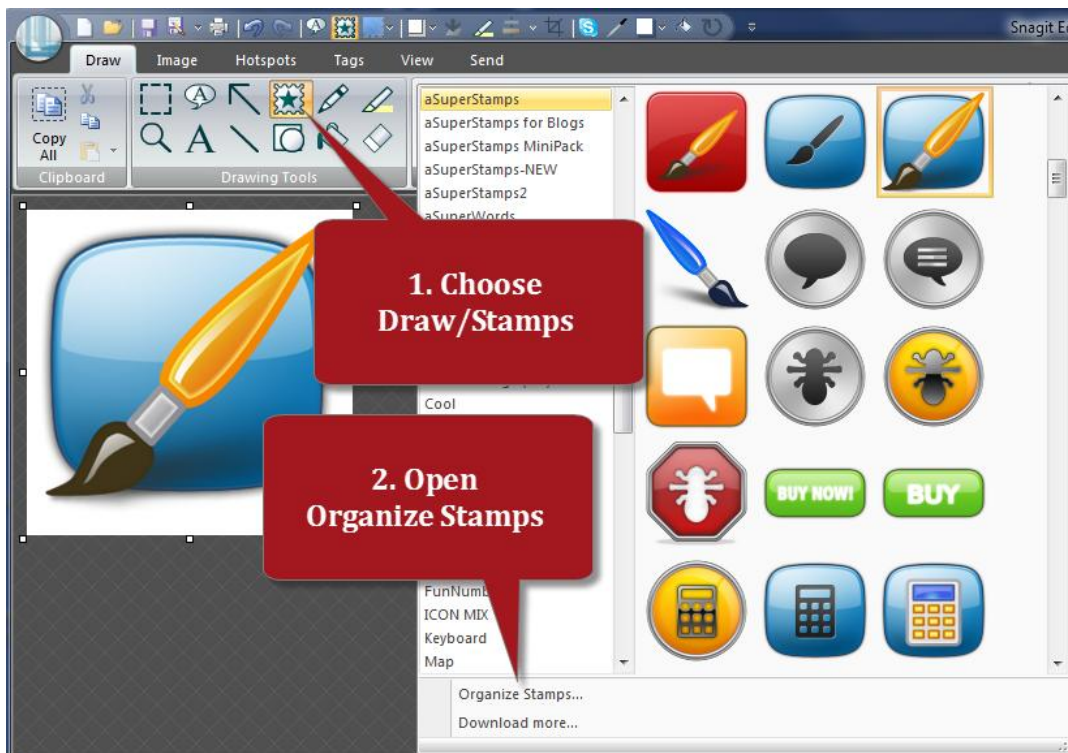 Snagit E
Draw Image Hotspots Tags View Send
Copy
All
Clipboard
Drawing Tools
aSuperStamps
aSuperStamps for Blogs
aSuperStamps MiniPack
aSuperStamps-NEW
aSuperStamps2
aSuperWords
1. Choose
Draw/Stamps
Cool
2. Open
Organize Stamps
BUY NOW! BUY
FunNumb
ICON MIX
Keyboard
Map
Organize Stamps...
Download more...